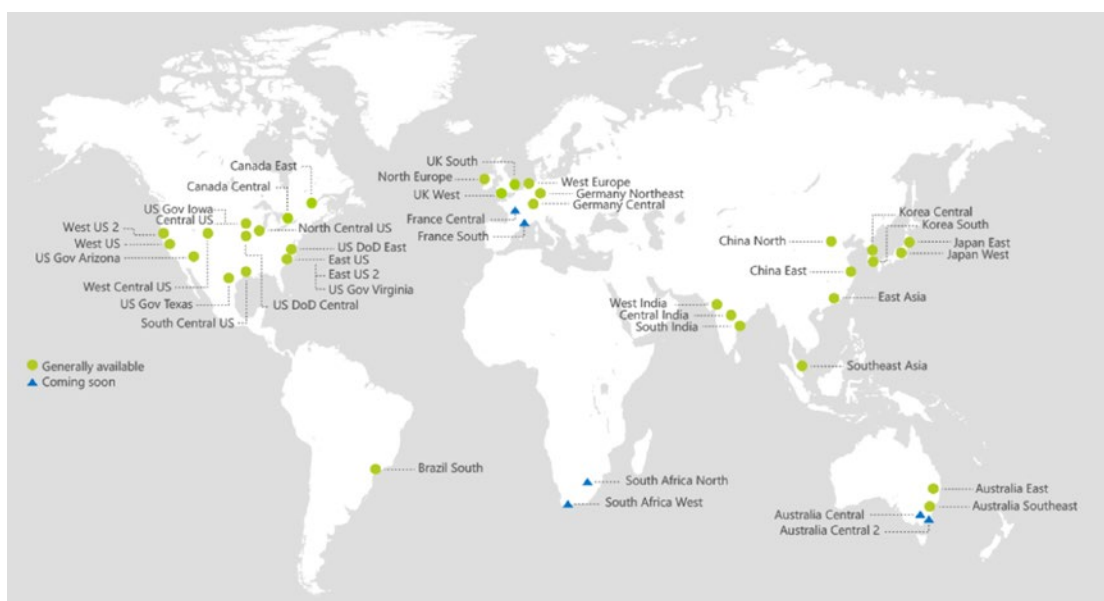 Canada East
Canada Central
US Gov Iowa
Central US
West US 2
West US
US Gov Arizona
West Central US
US Gov Texas
South Central US
North Central US
US DoD East
East US
East US 2
US Gov Virginia
US DoD Central
Generally available
Coming soon
Brazil South
UK South
North Europe
UK West
West Europe
Germany Northeast
Germany Central
France Central
France South
South Africa North
South Africa West
West India
Central India
South India
China North
China East
Korea Central
Korea South
Japan East
Japan West
East Asia
Southeast Asia
Australia East
Australia Southeast
Australia Central
Australia Central 2